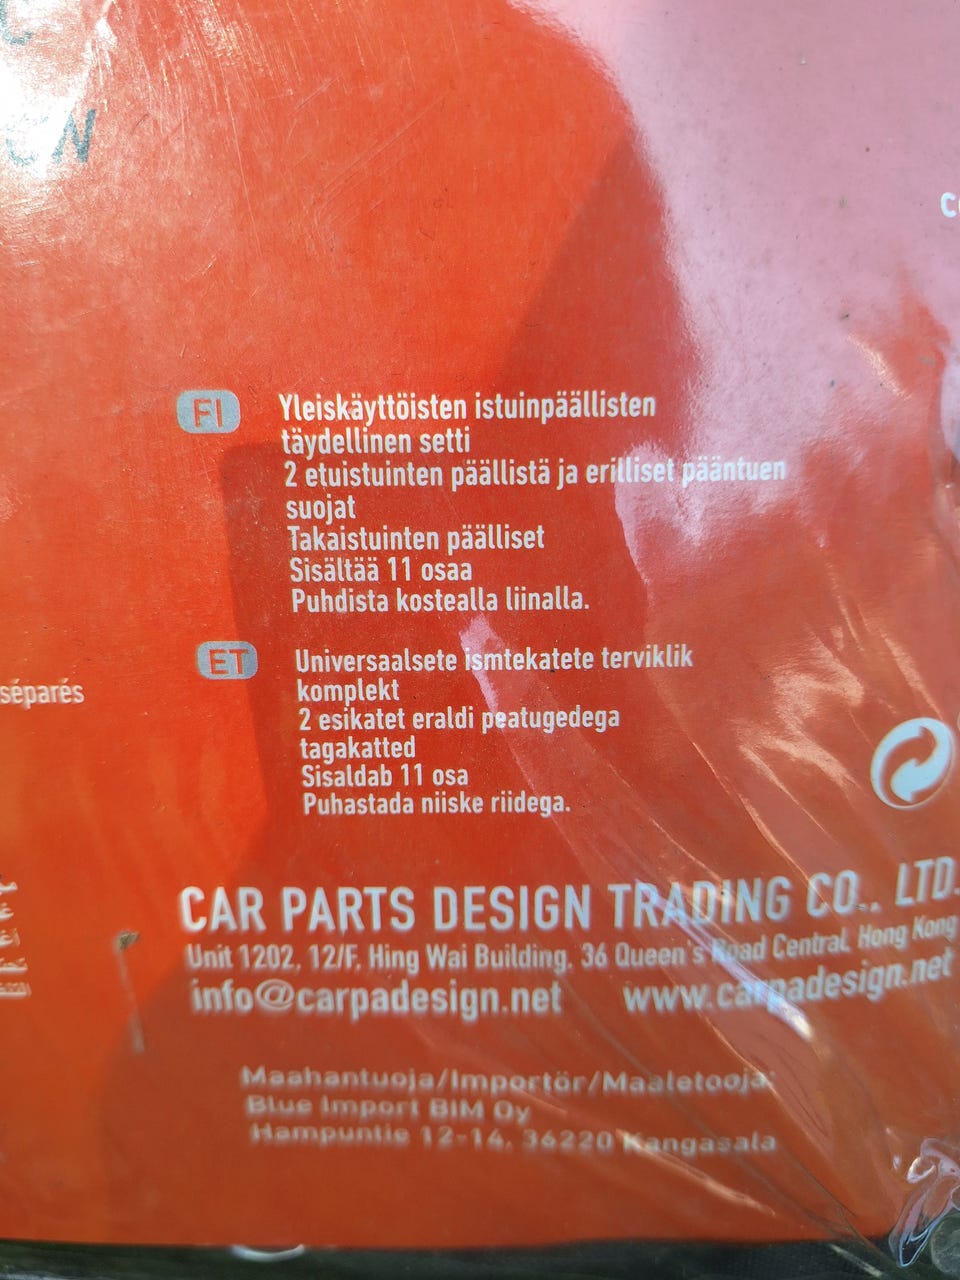 FI
Yleiskäyttöisten istuinpäällisten
täydellinen setti
2 etuistuinten päällistä ja erilliset pääntuen
suojat
Takaistuinten päälliset
Sisältää 11 osaa
Puhdista kostealla liinalla.
ET
Universaalsete ismtekatete terviklik
komplekt
2 esikatet eraldi peatugedega
tagakatted
Sisaldab 11 osa
Puhastada niiske riidega.
séparés
CAR PARTS DESIGN TRADING CO., LTD.
Unit 1202, 12/F, Hing Wai Building, 36 Queen's Road Central, Hong Kong
info@carpadesign.net www.carpadesign.net
Maahantuoja/Importör/Maaletooja:
Blue Import BIM Oy
Hampuntie 12-14, 36220 Kangasala